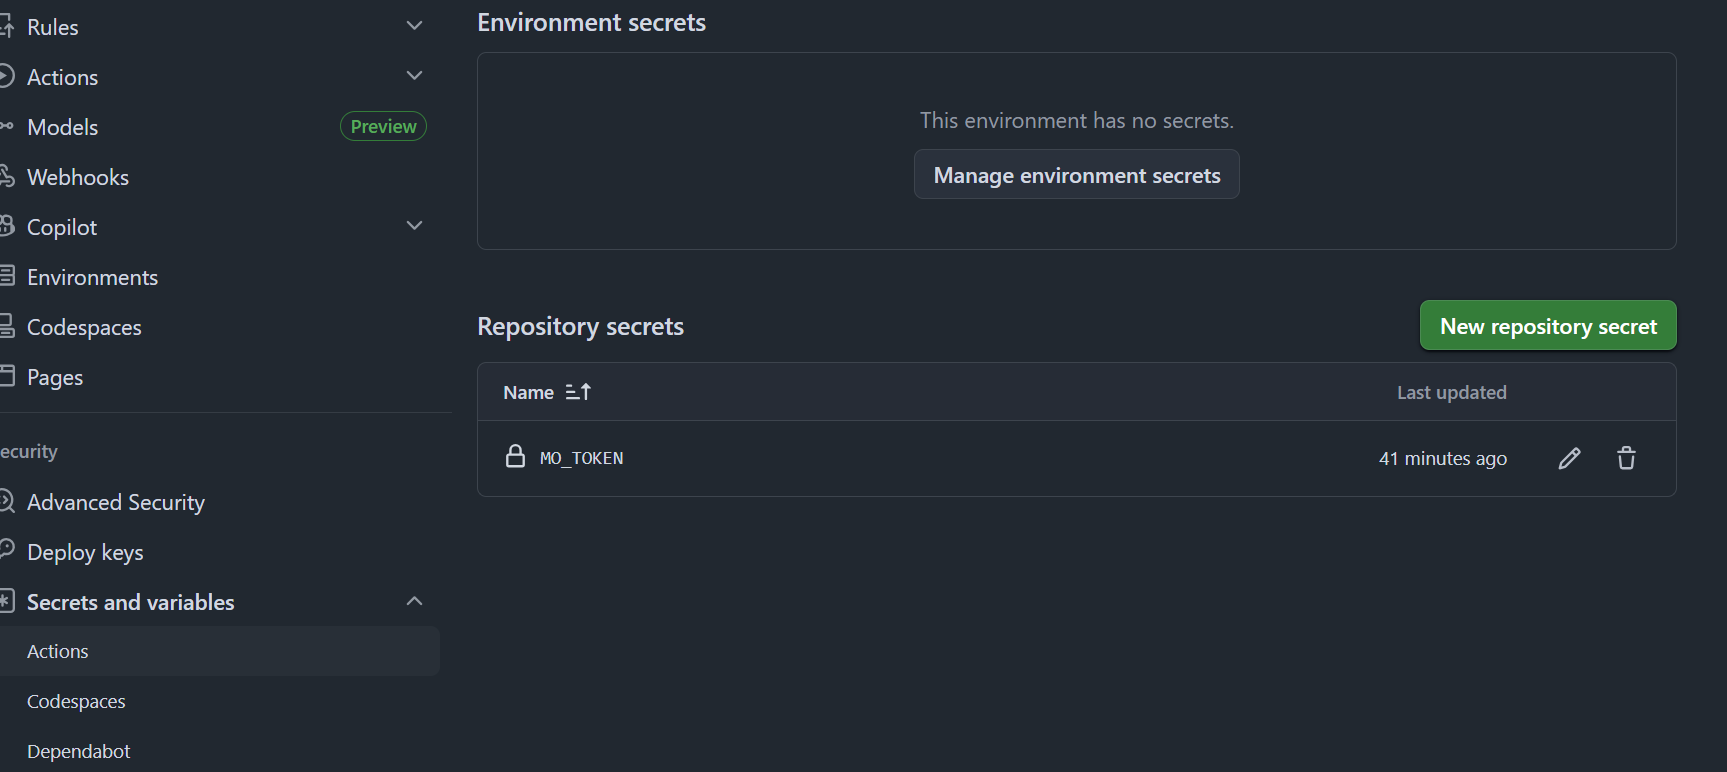 Rules
Actions
Models Preview
Webhooks
Copilot
Environments
Codespaces
Pages
ecurity
Advanced Security
Deploy keys
Secrets and variables
Actions
Codespaces
Dependabot
Environment secrets
This environment has no secrets.
Manage environment secrets
Repository secrets
New repository secret
Name Last updated
MO_TOKEN 41 minutes ago